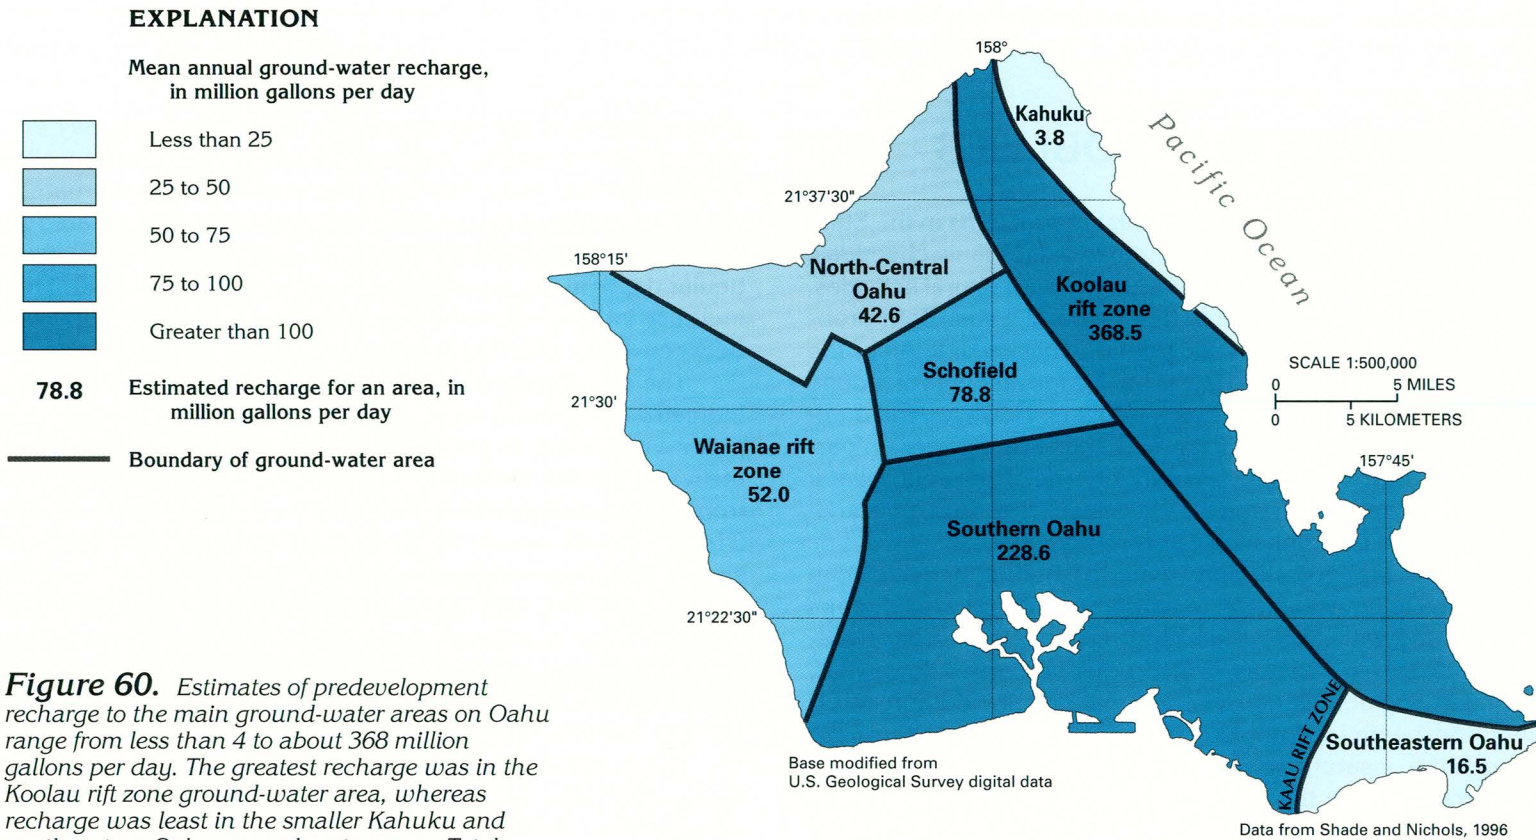 EXPLANATION
Mean annual ground-water recharge,
in million gallons per day
Less than 25
25 to 50
50 to 75
75 to 100
Greater than 100
78.8 Estimated recharge for an area, in
million gallons per day
Boundary of ground-water area
Figure 60. Estimates of predevelopment
recharge to the main ground-water areas on Oahu
range from less than 4 to about 368 million
gallons per day. The greatest recharge was in the
Koolau rift zone ground-water area, whereas
recharge was least in the smaller Kahuku and
158°
Kahuku
3.8
Pacific Ocean
21°37'30"
158°15'
North-Central
Oahu
42.6
Koolau
rift zone
368.5
SCALE 1:500,000
0 5 MILES
0 5 KILOMETERS
Schofield
78.8
21°30'
Waianae rift
zone
52.0
157°45'
Southern Oahu
228.6
21°22'30"
KAAU RIFT ZONE
Southeastern Oahu
16.5
Base modified from
U.S. Geological Survey digital data
Data from Shade and Nichols, 1996